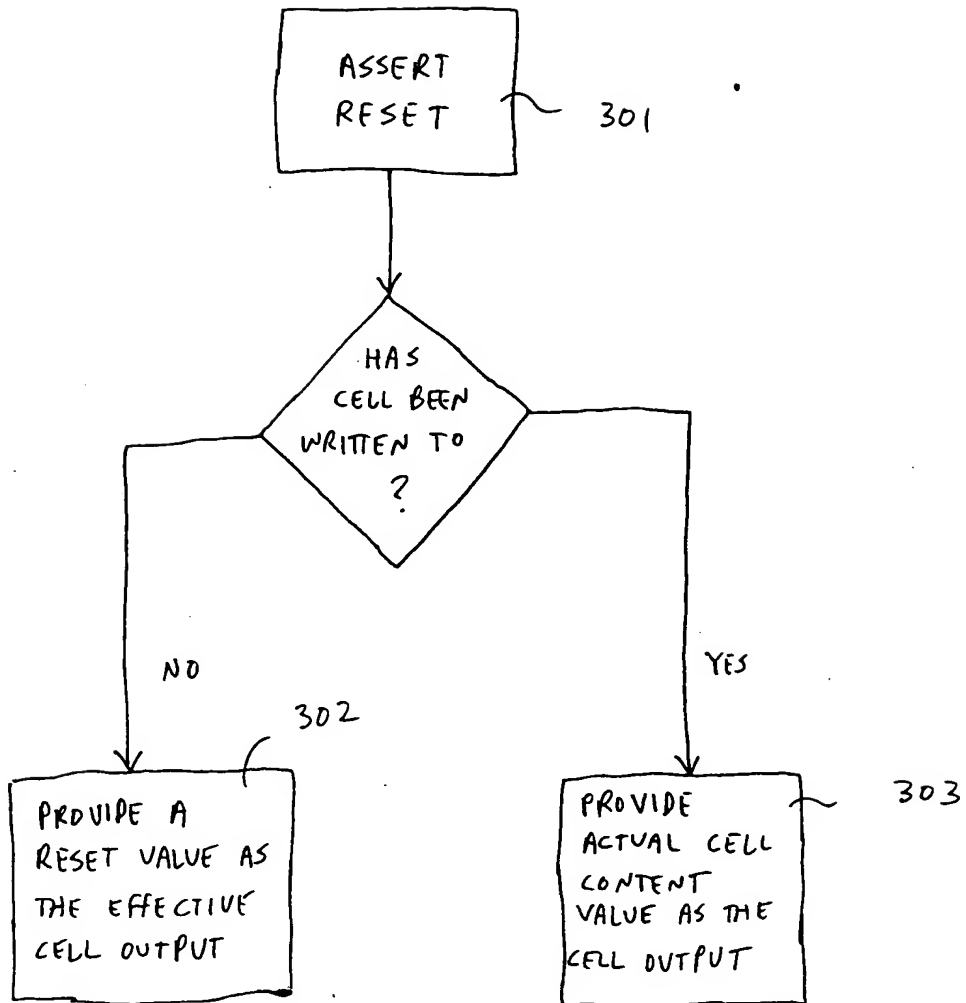 ASSERT
RESET
301
HAS
CELL BEEN
WRITTEN TO
?
NO
YES
302
PROVIDE A
RESET VALUE AS
THE EFFECTIVE
CELL OUTPUT
303
PROVIDE
ACTUAL CELL
CONTENT
VALUE AS THE
CELL OUTPUT